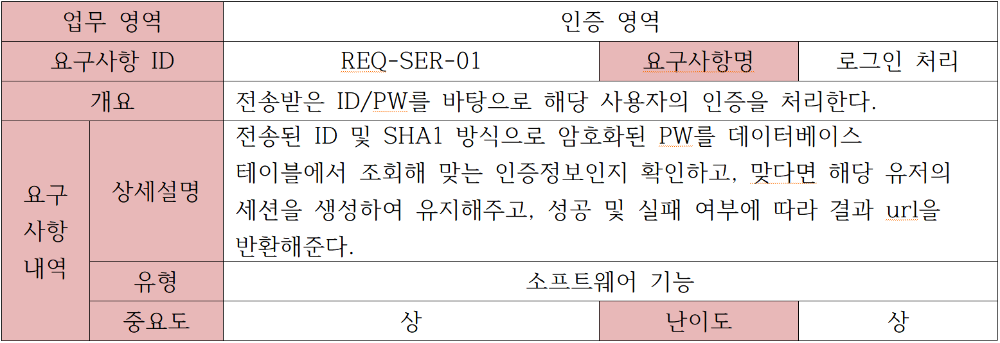 업무 영역 인증 영역
요구사항 ID REQ-SER-01 요구사항명 로그인 처리
개요 전송받은 ID/PW를 바탕으로 해당 사용자의 인증을 처리한다.
요구
사항
내역
상세설명
전송된 ID 및 SHA1 방식으로 암호화된 PW를 데이터베이스
테이블에서 조회해 맞는 인증정보인지 확인하고, 맞다면 해당 유저의
세션을 생성하여 유지해주고, 성공 및 실패 여부에 따라 결과 url을
반환해준다.
유형 소프트웨어 기능
중요도 상 난이도 상